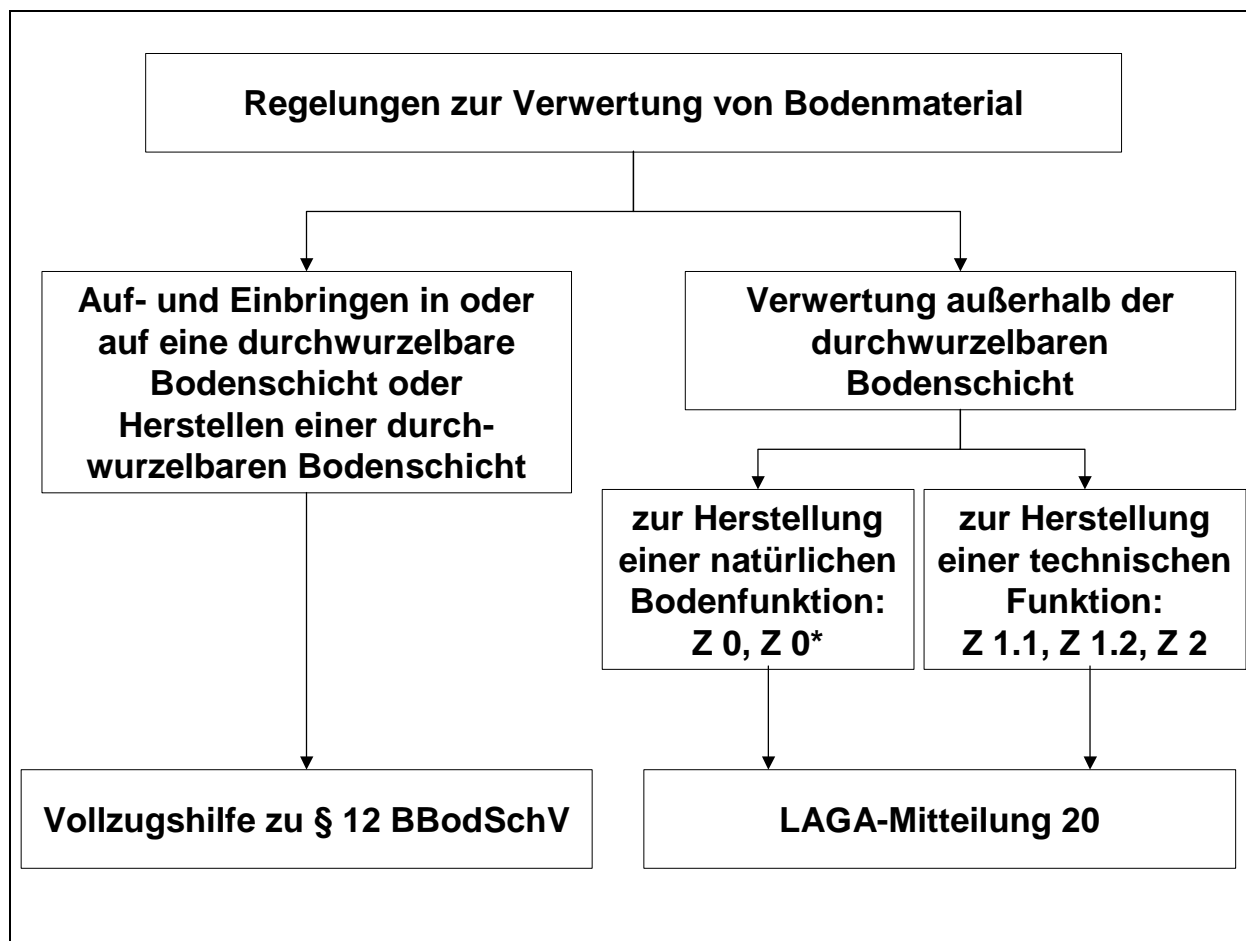 Regelungen zur Verwertung von Bodenmaterial
Auf- und Einbringen in oder
auf eine durchwurzelbare
Bodenschicht oder
Herstellen einer durch-
wurzelbaren Bodenschicht
Verwertung außerhalb der
durchwurzelbaren
Bodenschicht
zur Herstellung
einer natürlichen
Bodenfunktion:
Z 0, Z 0*
zur Herstellung
einer technischen
Funktion:
Z 1.1, Z 1.2, Z 2
Vollzugshilfe zu § 12 BBodSchV
LAGA-Mitteilung 20